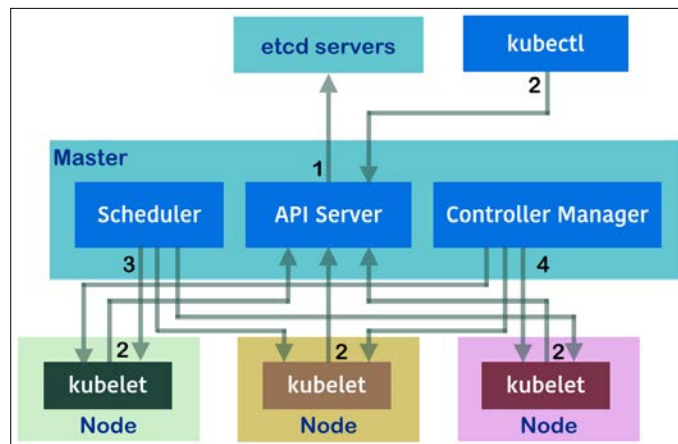 etcd servers
kubectl
2
1
Master
Scheduler
API Server
Controller Manager
3
4
2
2
2
kubelet
kubelet
kubelet
Node
Node
Node